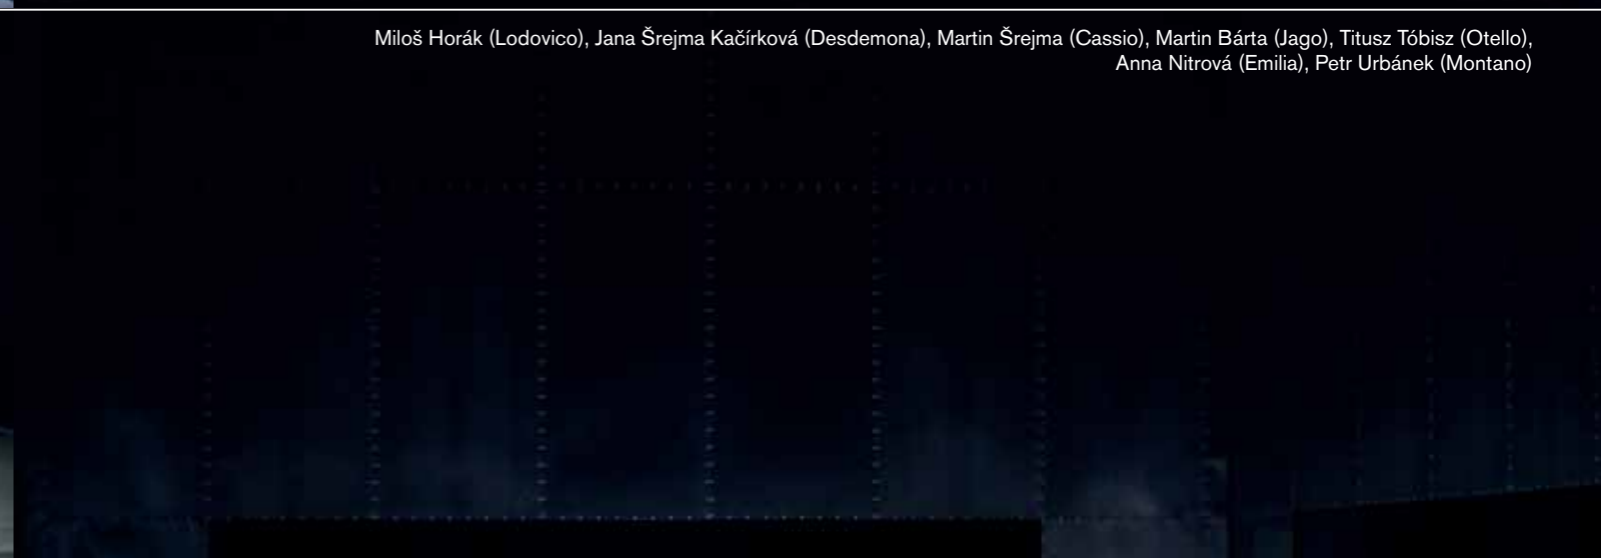 Miloš Horák (Lodovico), Jana Šrejma Kačírková (Desdemona), Martin Šrejma (Cassio), Martin Bárta (Jago), Titusz Tóbisz (Otello),
Anna Nitrová (Emilia), Petr Urbánek (Montano)